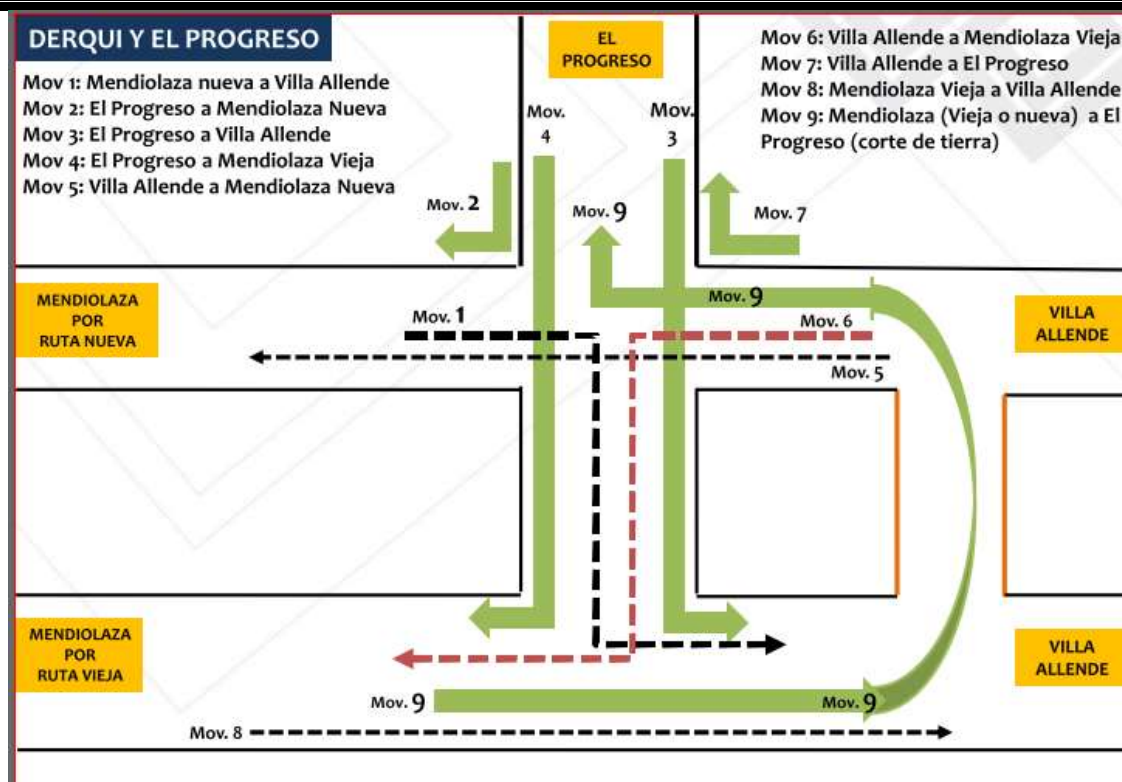 DERQUI Y EL PROGRESO
Mov 1: Mendiolaza nueva a Villa Allende
Mov 2: El Progreso a Mendiolaza Nueva
Mov 3: El Progreso a Villa Allende
Mov 4: El Progreso a Mendiolaza Vieja
Mov 5: Villa Allende a Mendiolaza Nueva
EL
PROGRESO
Mov 6: Villa Allende a Mendiolaza Vieja
Mov 7: Villa Allende a El Progreso
Mov 8: Mendiolaza Vieja a Villa Allende
Mov 9: Mendiolaza (Vieja o nueva) a El
Progreso (corte de tierra)
Mov.
4
Mov.
3
Mov. 2
Mov. 9
Mov. 7
MENDIOLAZA
POR
RUTA NUEVA
Mov. 1
Mov. 9
Mov. 6
Mov. 5
VILLA
ALLENDE
MENDIOLAZA
POR
RUTA VIEJA
VILLA
ALLENDE
Mov. 9
Mov. 9
Mov. 8